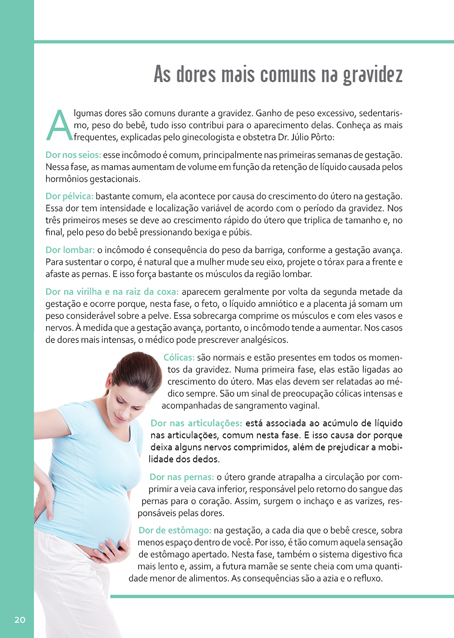 As dores mais comuns na gravidez
Algumas dores são comuns durante a gravidez. Ganho de peso excessivo, sedentaris-
mo, peso do bebê, tudo isso contribui para o aparecimento delas. Conheça as mais
frequentes, explicadas pelo ginecologista e obstetra Dr. Júlio Pôrto:
Dor nos seios: esse incômodo é comum, principalmente nas primeiras semanas de gestação.
Nessa fase, as mamas aumentam de volume em função da retenção de líquido causada pelos
hormônios gestacionais.
Dor pélvica: bastante comum, ela acontece por causa do crescimento do útero na gestação.
Essa dor tem intensidade e localização variável de acordo com o período da gravidez. Nos
três primeiros meses se deve ao crescimento rápido do útero que triplica de tamanho e, no
final, pelo peso do bebê pressionando bexiga e púbis.
Dor lombar: o incômodo é consequência do peso da barriga, conforme a gestação avança.
Para sustentar o corpo, é natural que a mulher mude seu eixo, projete o tórax para a frente e
afaste as pernas. E isso força bastante os músculos da região lombar.
Dor na virilha e na raiz da coxa: aparecem geralmente por volta da segunda metade da
gestação e ocorre porque, nesta fase, o feto, o líquido amniótico e a placenta já somam um
peso considerável sobre a pelve. Essa sobrecarga comprime os músculos e com eles vasos e
nervos. À medida que a gestação avança, portanto, o incômodo tende a aumentar. Nos casos
de dores mais intensas, o médico pode prescrever analgésicos.
Cólicas: são normais e estão presentes em todos os momen-
tos da gravidez. Numa primeira fase, elas estão ligadas ao
crescimento do útero. Mas elas devem ser relatadas ao mé-
dico sempre. São um sinal de preocupação cólicas intensas e
acompanhadas de sangramento vaginal.
Dor nas articulações: está associada ao acúmulo de líquido
nas articulações, comum nesta fase. E isso causa dor porque
deixa alguns nervos comprimidos, além de prejudicar a mobi-
lidade dos dedos.
Dor nas pernas: o útero grande atrapalha a circulação por com-
primir a veia cava inferior, responsável pelo retorno do sangue das
pernas para o coração. Assim, surgem o inchaço e as varizes, res-
ponsáveis pelas dores.
Dor de estômago: na gestação, a cada dia que o bebê cresce, sobra
menos espaço dentro de você. Por isso, é tão comum aquela sensação
de estômago apertado. Nesta fase, também o sistema digestivo fica
mais lento e, assim, a futura mamãe se sente cheia com uma quanti-
dade menor de alimentos. As consequências são a azia e o refluxo.
20